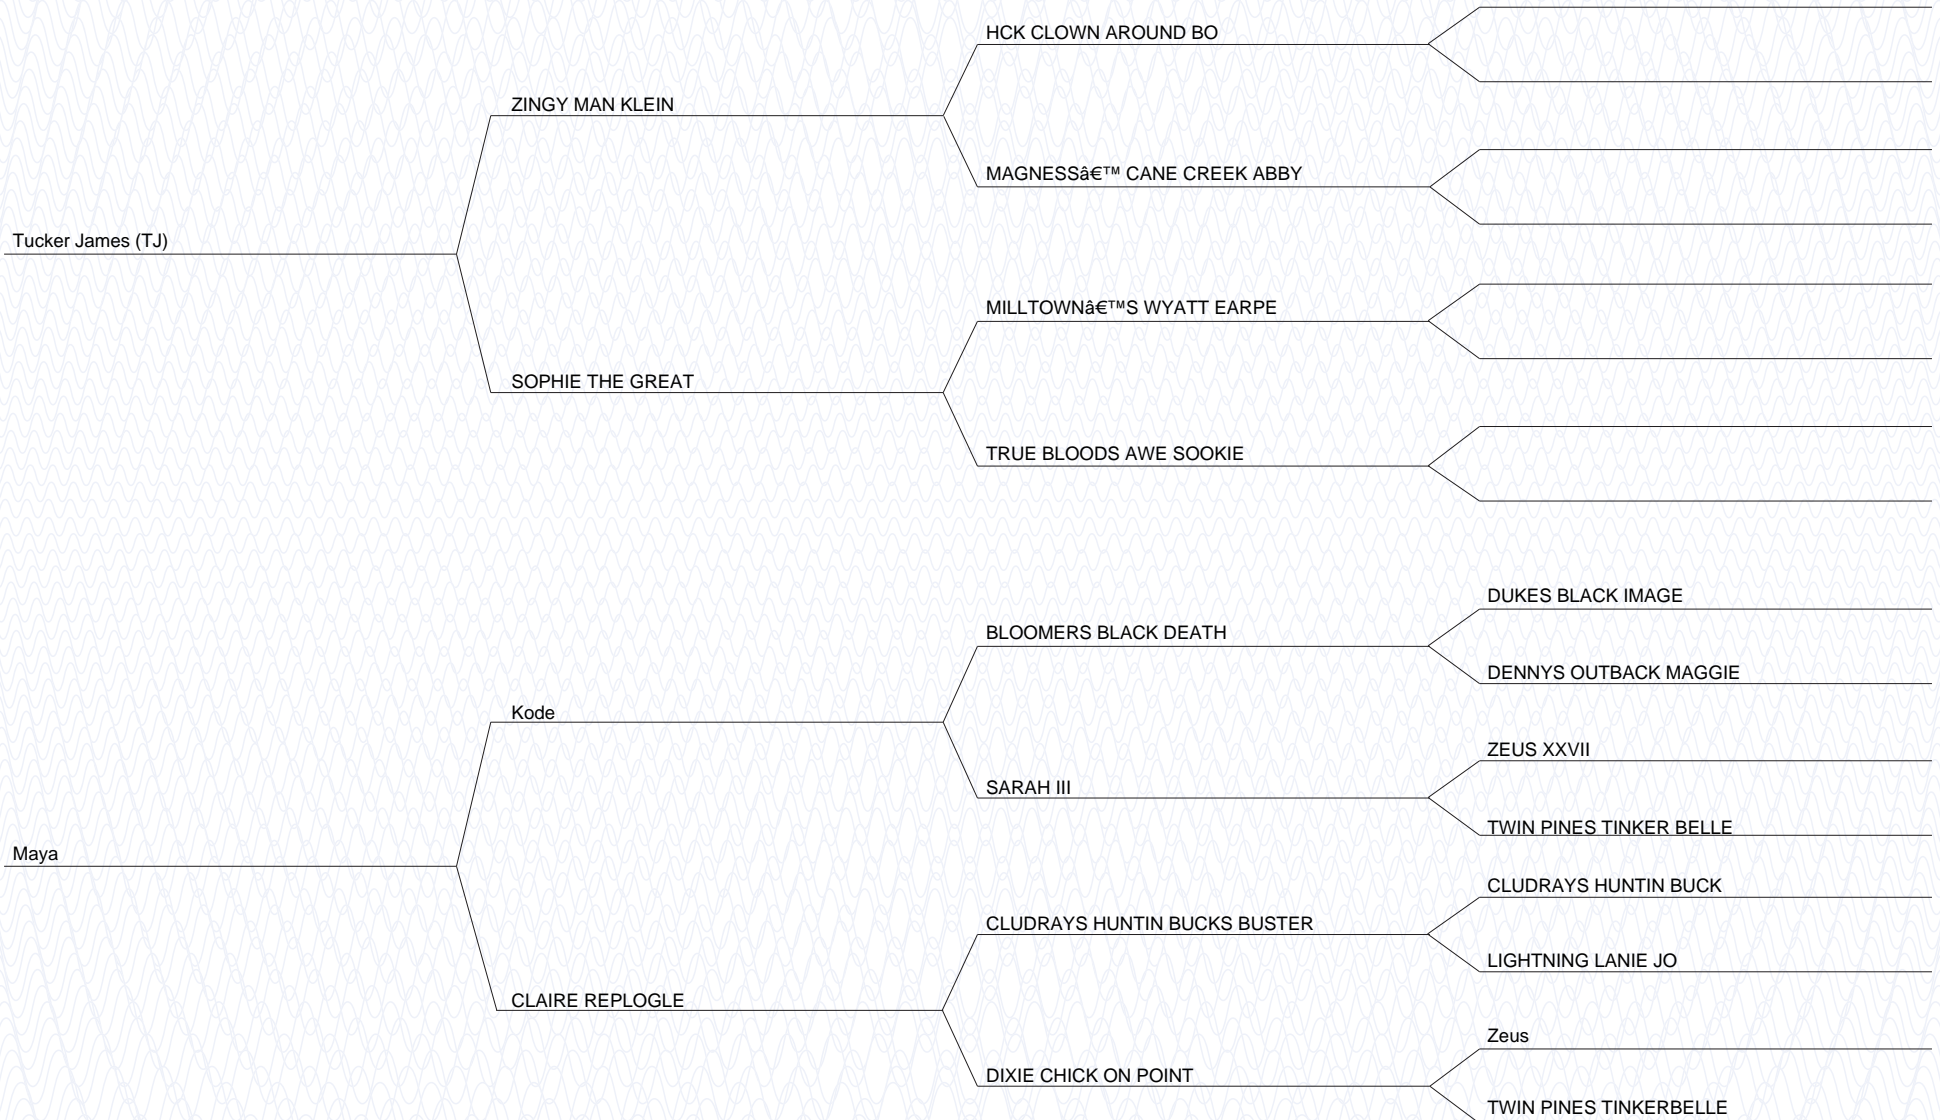 HCK CLOWN AROUND BO
ZINGY MAN KLEIN
MAGNESSâ€™ CANE CREEK ABBY
Tucker James (TJ)
MILLTOWNâ€™S WYATT EARPE
SOPHIE THE GREAT
TRUE BLOODS AWE SOOKIE
DUKES BLACK IMAGE
BLOOMERS BLACK DEATH
DENNYS OUTBACK MAGGIE
Kode
ZEUS XXVII
SARAH III
TWIN PINES TINKER BELLE
Maya
CLUDRAYS HUNTIN BUCK
CLUDRAYS HUNTIN BUCKS BUSTER
LIGHTNING LANIE JO
CLAIRE REPLOGLE
Zeus
DIXIE CHICK ON POINT
TWIN PINES TINKERBELLE